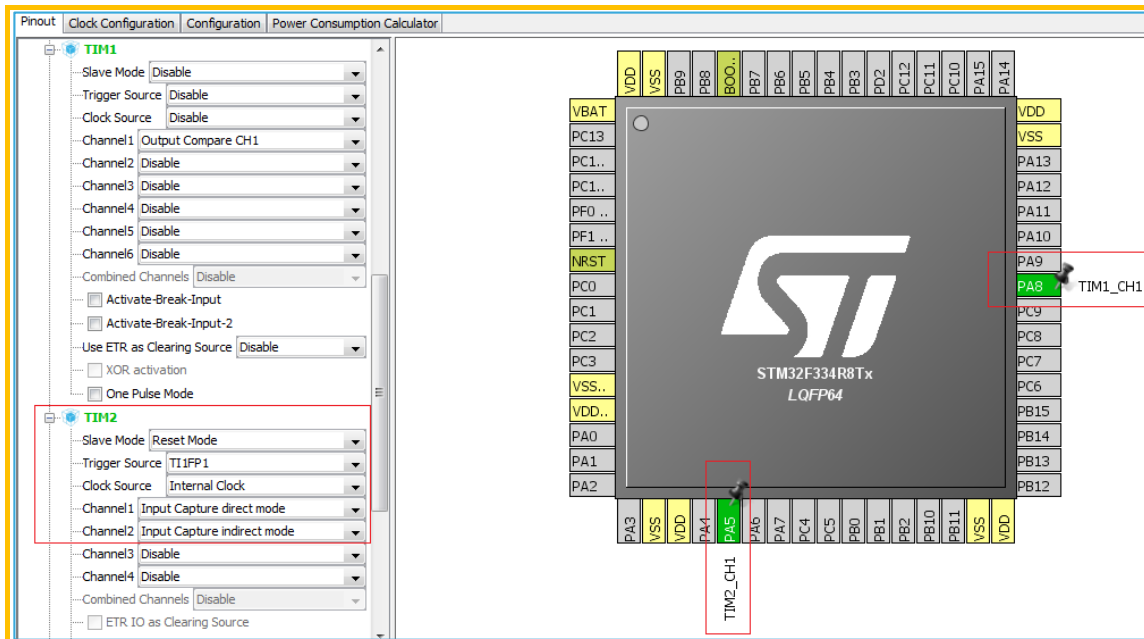 Pinout Clock Configuration Configuration Power Consumption Calculator
TIM1
Slave Mode Disable
Trigger Source Disable
Clock Source Disable
Channel1 Output Compare CH1
Channel2 Disable
Channel3 Disable
Channel4 Disable
Channel5 Disable
Channel6 Disable
Combined Channels Disable
Activate-Break-Input
Activate-Break-Input-2
Use ETR as Clearing Source Disable
XOR activation
One Pulse Mode
TIM2
Slave Mode Reset Mode
Trigger Source TI1FP1
Clock Source Internal Clock
Channel1 Input Capture direct mode
Channel2 Input Capture indirect mode
Channel3 Disable
Channel4 Disable
Combined Channels Disable
ETR IO as Clearing Source
VDD
VSS
PB9
PB8
BOO..
PB7
PB6
PB5
PB4
PB3
PD2
PC12
PC11
PC10
PA15
PA14
VBAT
PC13
PC1..
PC1..
PF0 ..
PF1 ..
NRST
PC0
PC1
PC2
PC3
VSS..
VDD..
PA0
PA1
PA2
ST
STM32F334R8Tx
LQFP64
VDD
VSS
PA13
PA12
PA11
PA10
PA9
PA8 TIM1_CH1
PC9
PC8
PC7
PC6
PB15
PB14
PB13
PB12
PA3
VSS
VDD
PA4
PA5
PA6
PA7
PC4
PC5
PB0
PB1
PB2
PB10
PB11
VSS
VDD
TIM2_CH1